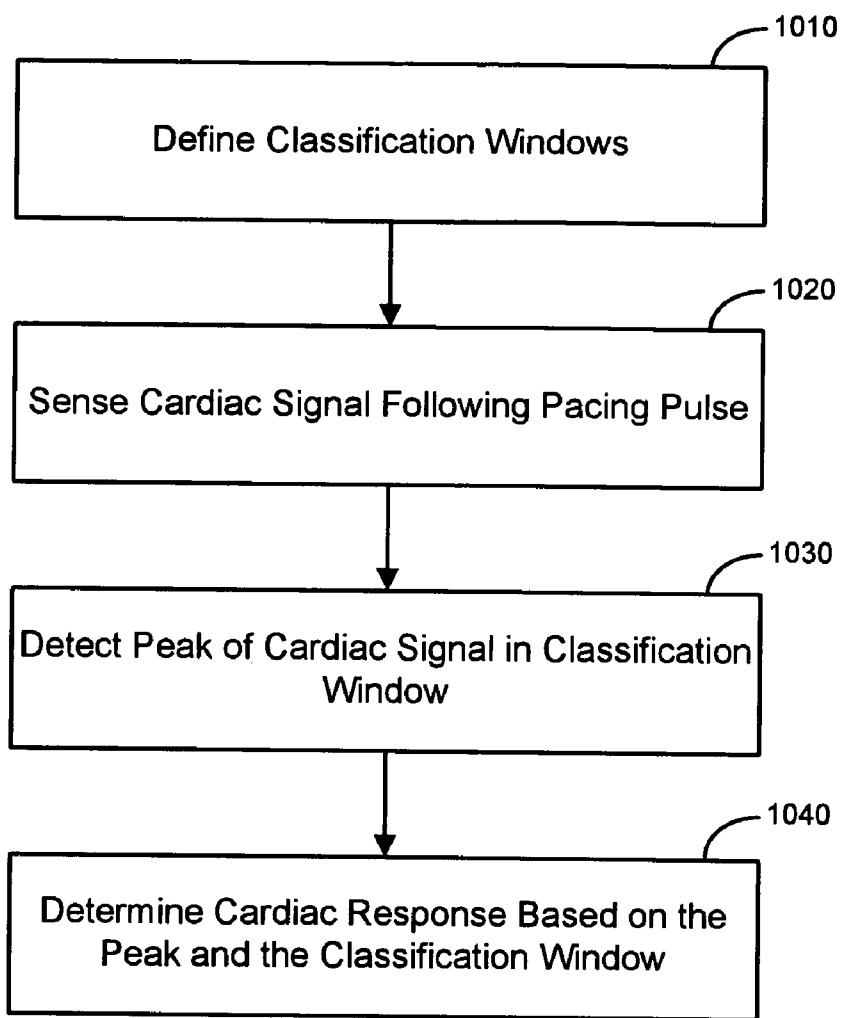 1010
Define Classification Windows
1020
Sense Cardiac Signal Following Pacing Pulse
1030
Detect Peak of Cardiac Signal in Classification
Window
1040
Determine Cardiac Response Based on the
Peak and the Classification Window